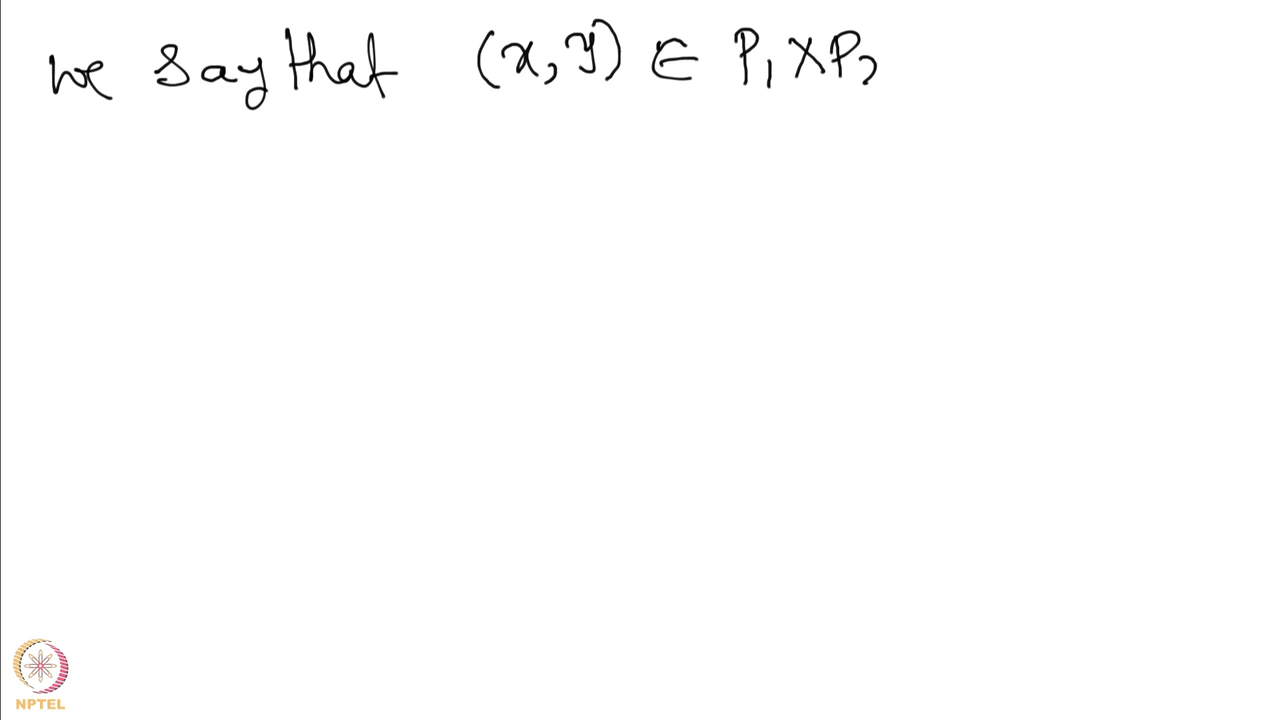 we say that (x, y) ∈ P₁ × P₂
NPTEL